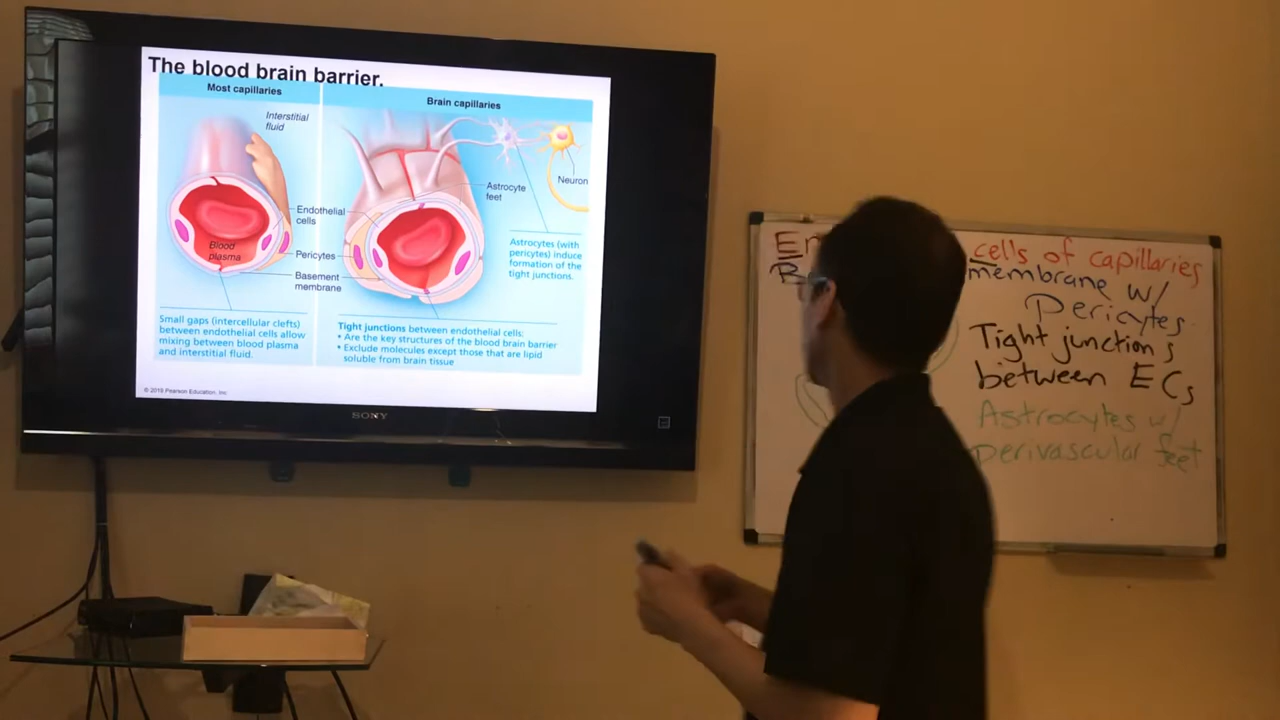 The blood brain barrier.
Most capillaries
Brain capillaries
Interstitial
fluid
Neuron
Astrocyte
feet
Endothelial
cells
Blood
plasma
Pericytes
Basement
membrane
Astrocytes (with
pericytes) induce
formation of the
tight junctions.
Small gaps (intercellular clefts)
between endothelial cells allow
mixing between blood plasma
and interstitial fluid.
Tight junctions between endothelial cells:
• Are the key structures of the blood brain barrier
• Exclude molecules except those that are lipid
soluble from brain tissue
© 2019 Pearson Education, Inc.
SONY
cells of capillaries
membrane w/
Pericytes.
Tight junctions
between ECs
Astrocytes w/
perivascular feet